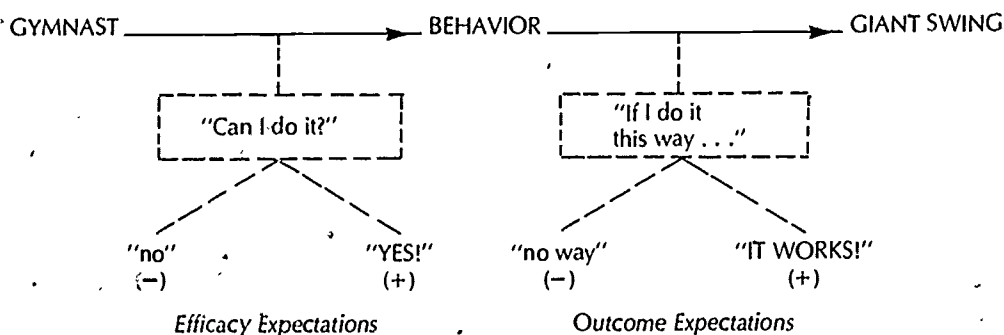 GYMNAST BEHAVIOR GIANT SWING
"Can I do it?"
"If I do it
this way . . ."
"no" "YES!" "no way" "IT WORKS!"
(−) (+) (−) (+)
Efficacy Expectations Outcome Expectations